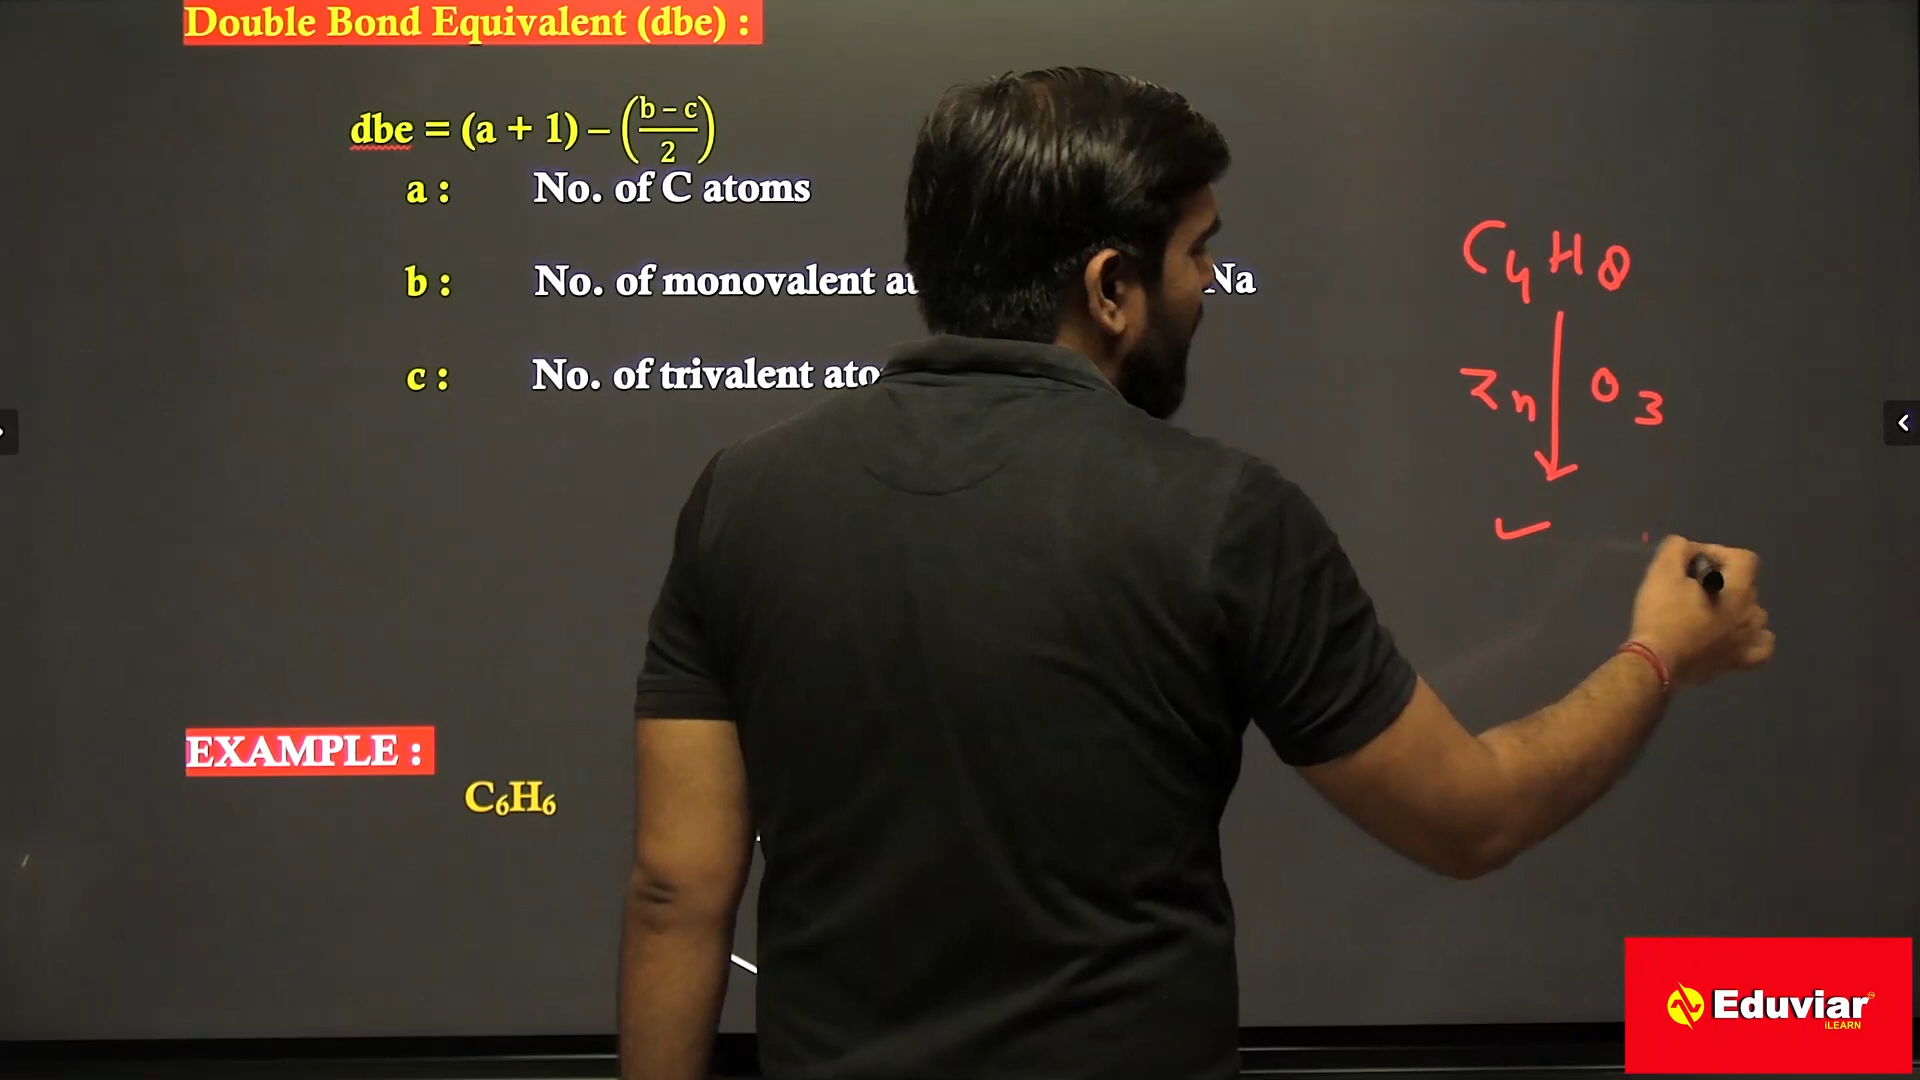 Double Bond Equivalent (dbe) :
dbe = (a + 1) – ((b – c)/2)
a : No. of C atoms
b : No. of monovalent Na
c : No. of trivalent
C₄H₈
Zn O₃
EXAMPLE :
C₆H₆
Eduviar
iLEARN